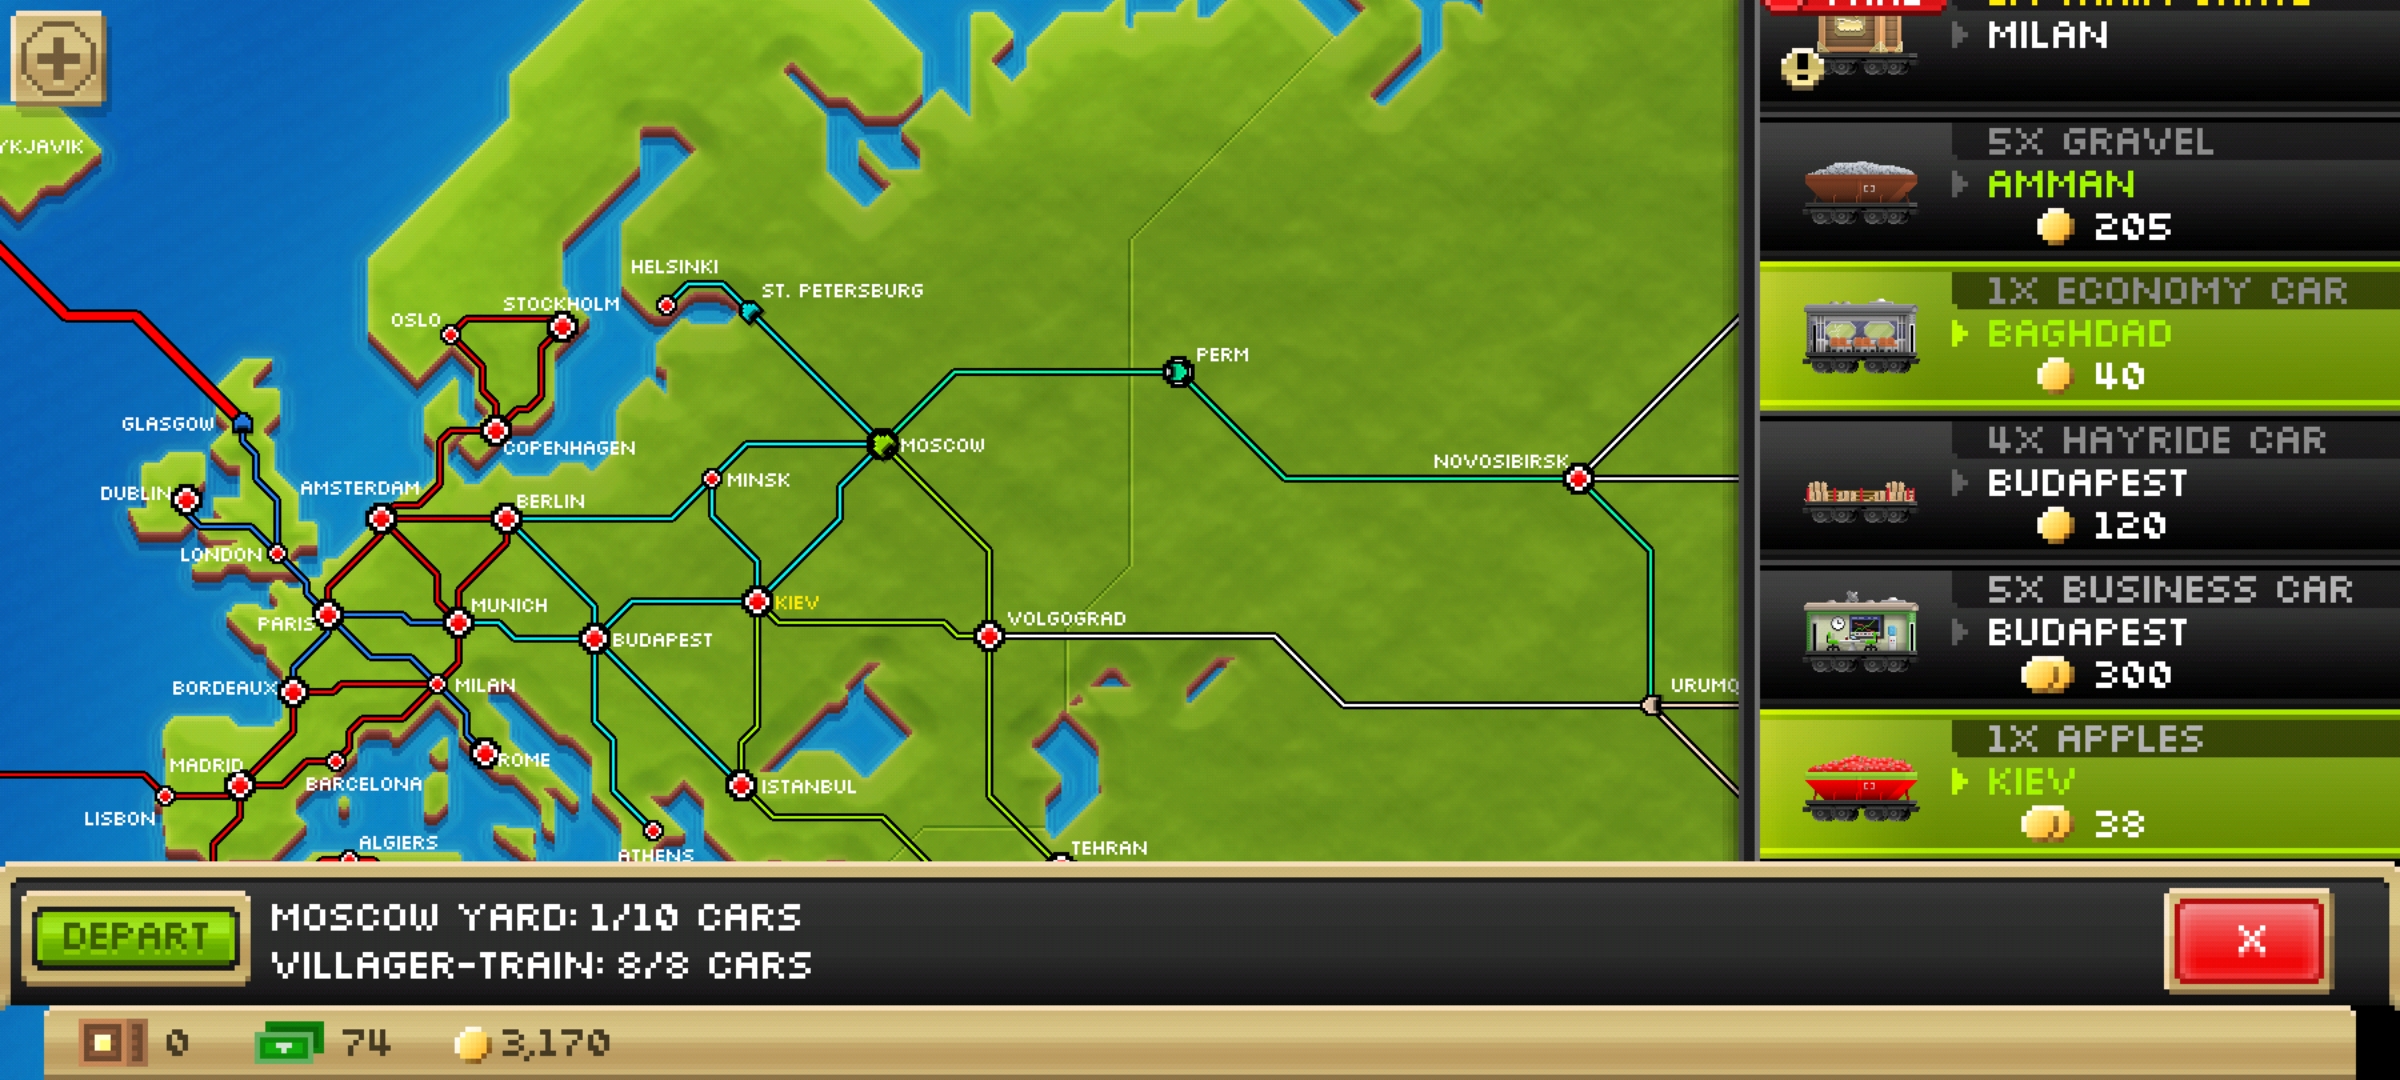 YKJAVIK
HELSINKI
ST. PETERSBURG
STOCKHOLM
OSLO
PERM
GLASGOW
COPENHAGEN
MOSCOW
NOVOSIBIRSK
MINSK
DUBLIN
AMSTERDAM
BERLIN
LONDON
MUNICH
KIEV
VOLGOGRAD
PARIS
BUDAPEST
BORDEAUX
MILAN
URUMQ
MADRID
ROME
BARCELONA
ISTANBUL
LISBON
ALGIERS
ATHENS
TEHRAN
MILAN
5X GRAVEL
AMMAN
205
1X ECONOMY CAR
BAGHDAD
40
4X HAYRIDE CAR
BUDAPEST
120
5X BUSINESS CAR
BUDAPEST
300
1X APPLES
KIEV
38
DEPART
MOSCOW YARD: 1/10 CARS
VILLAGER-TRAIN: 8/8 CARS
X
0
74
3,170